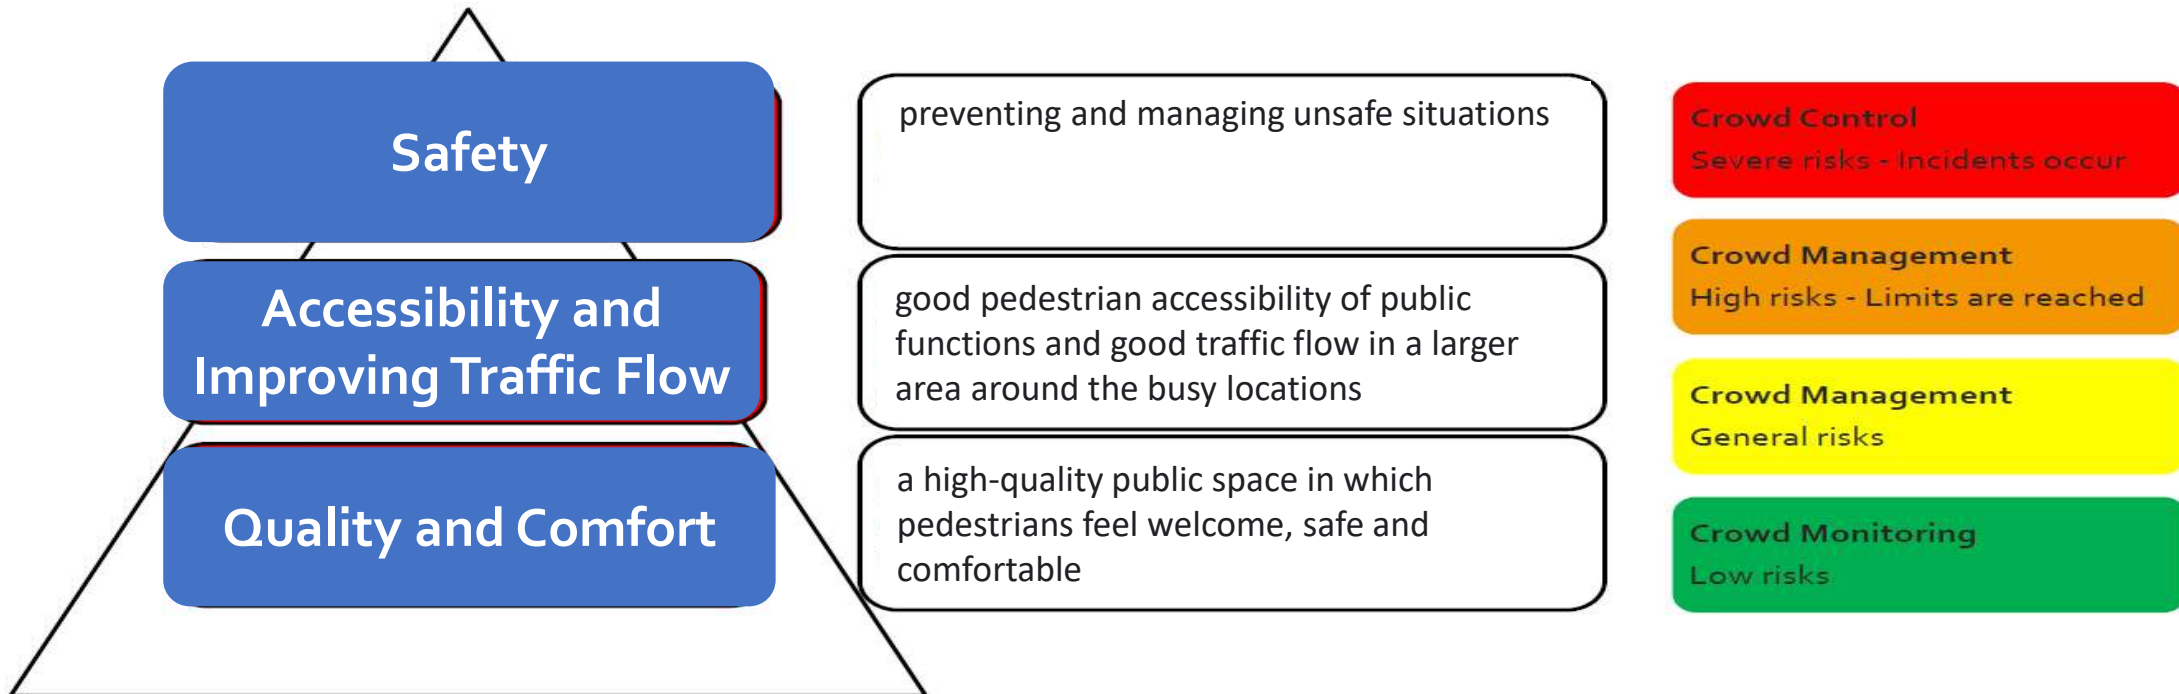 Safety
preventing and managing unsafe situations
Accessibility and
Improving Traffic Flow
good pedestrian accessibility of public
functions and good traffic flow in a larger
area around the busy locations
Quality and Comfort
a high-quality public space in which
pedestrians feel welcome, safe and
comfortable
Crowd Control
Severe risks - Incidents occur
Crowd Management
High risks - Limits are reached
Crowd Management
General risks
Crowd Monitoring
Low risks